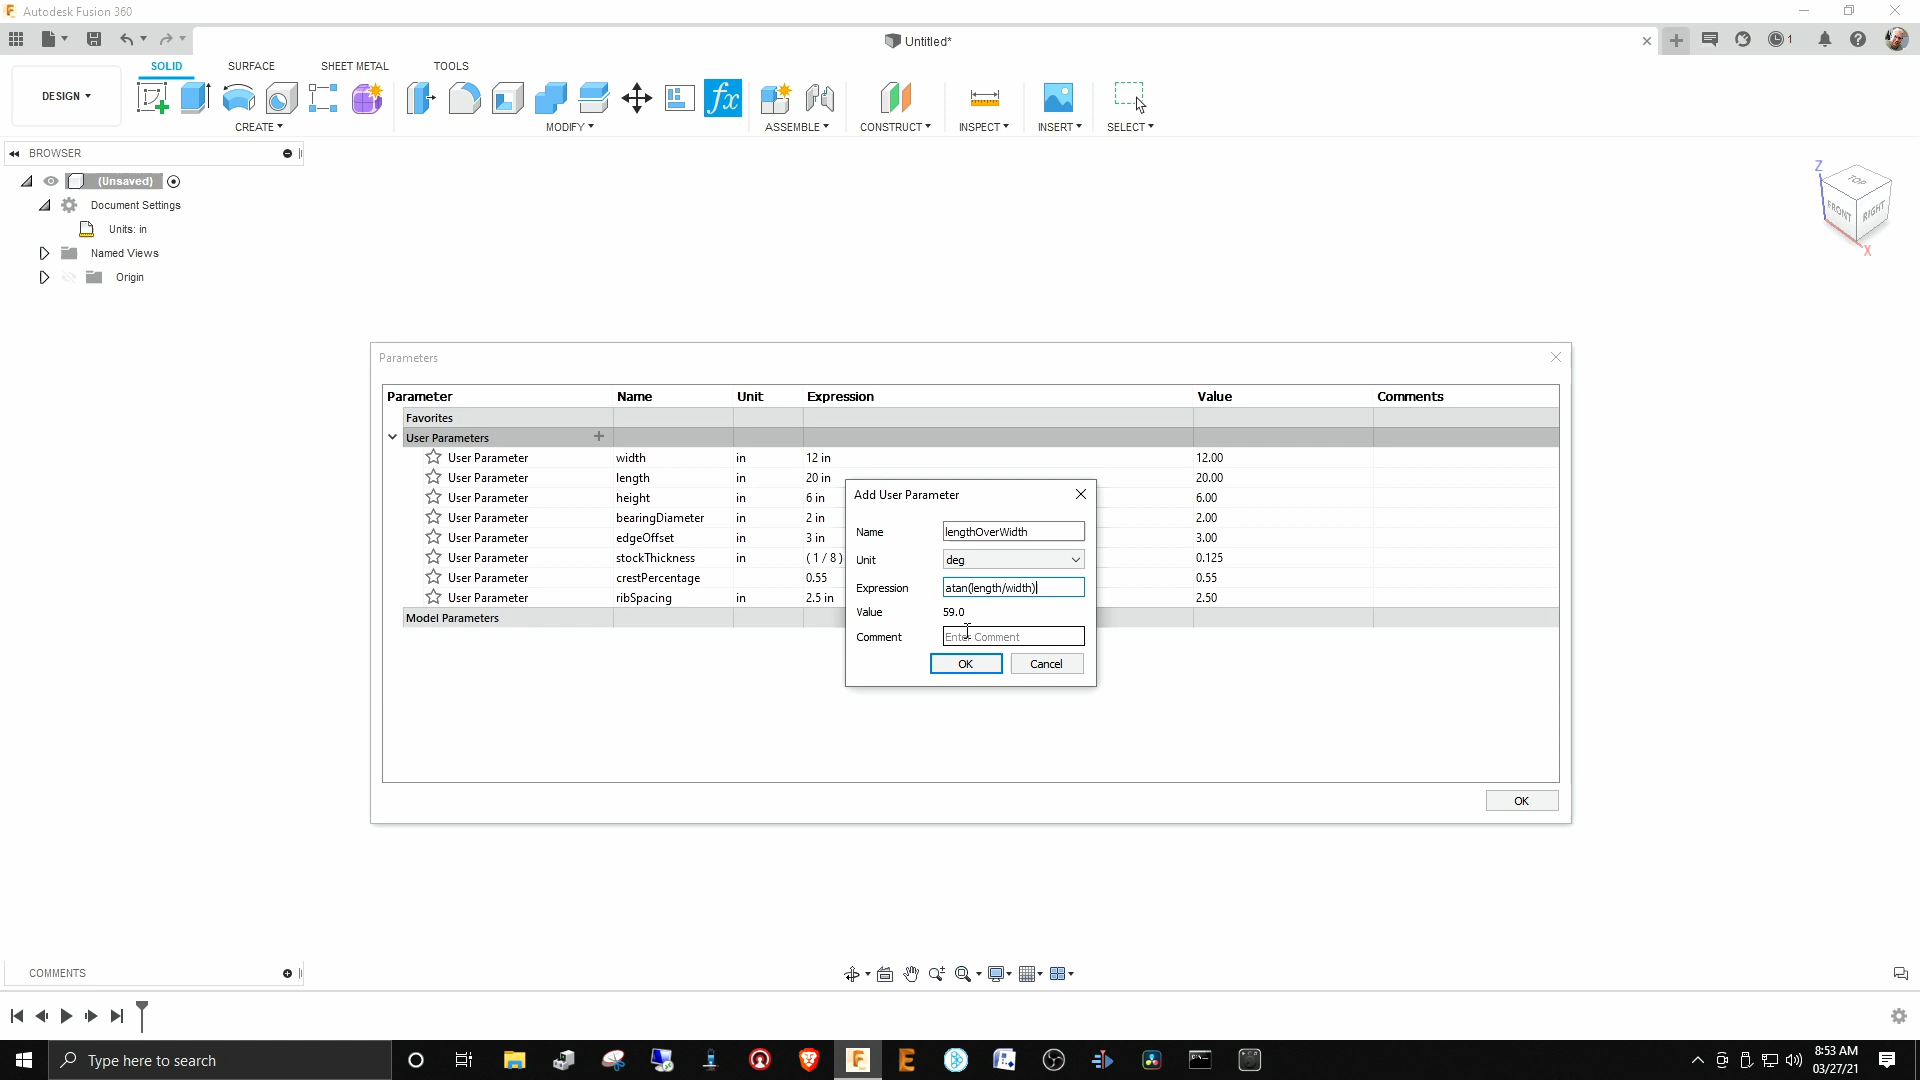 Autodesk Fusion 360
Untitled*
1
SOLID
SURFACE
SHEET METAL
TOOLS
DESIGN
fx
CREATE
MODIFY
ASSEMBLE
CONSTRUCT
INSPECT
INSERT
SELECT
BROWSER
(Unsaved)
Document Settings
Units: in
Named Views
Origin
Z
TOP
FRONT
RIGHT
X
Parameters
Parameter Name Unit Expression Value Comments
Favorites
User Parameters
User Parameter width in 12 in 12.00
User Parameter length in 20 in 20.00
User Parameter height in 6 in 6.00
User Parameter bearingDiameter in 2 in 2.00
User Parameter edgeOffset in 3 in 3.00
User Parameter stockThickness in ( 1 / 8 ) 0.125
User Parameter crestPercentage 0.55 0.55
User Parameter ribSpacing in 2.5 in 2.50
Model Parameters
Add User Parameter
Name lengthOverWidth
Unit deg
Expression atan(length/width)
Value 59.0
Comment Enter Comment
OK Cancel
OK
COMMENTS
Type here to search
8:53 AM
03/27/21